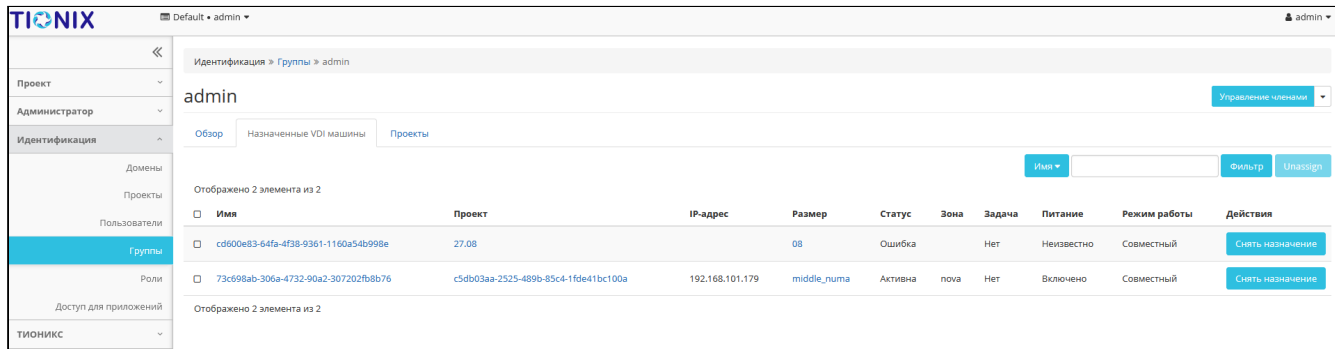 TIONIX
Default • admin
admin
Идентификация » Группы » admin
Проект
Администратор
Идентификация
Домены
Проекты
Пользователи
Группы
Роли
Доступ для приложений
ТИОНИКС
admin
Управление членами
Обзор Назначенные VDI машины Проекты
Имя Фильтр Unassign
Отображено 2 элемента из 2
Имя Проект IP-адрес Размер Статус Зона Задача Питание Режим работы Действия
cd600e83-64fa-4f38-9361-1160a54b998e 27.08 08 Ошибка Нет Неизвестно Совместный Снять назначение
73c698ab-306a-4732-90a2-307202fb8b76 c5db03aa-2525-489b-85c4-1fde41bc100a 192.168.101.179 middle_numa Активна nova Нет Включено Совместный Снять назначение
Отображено 2 элемента из 2